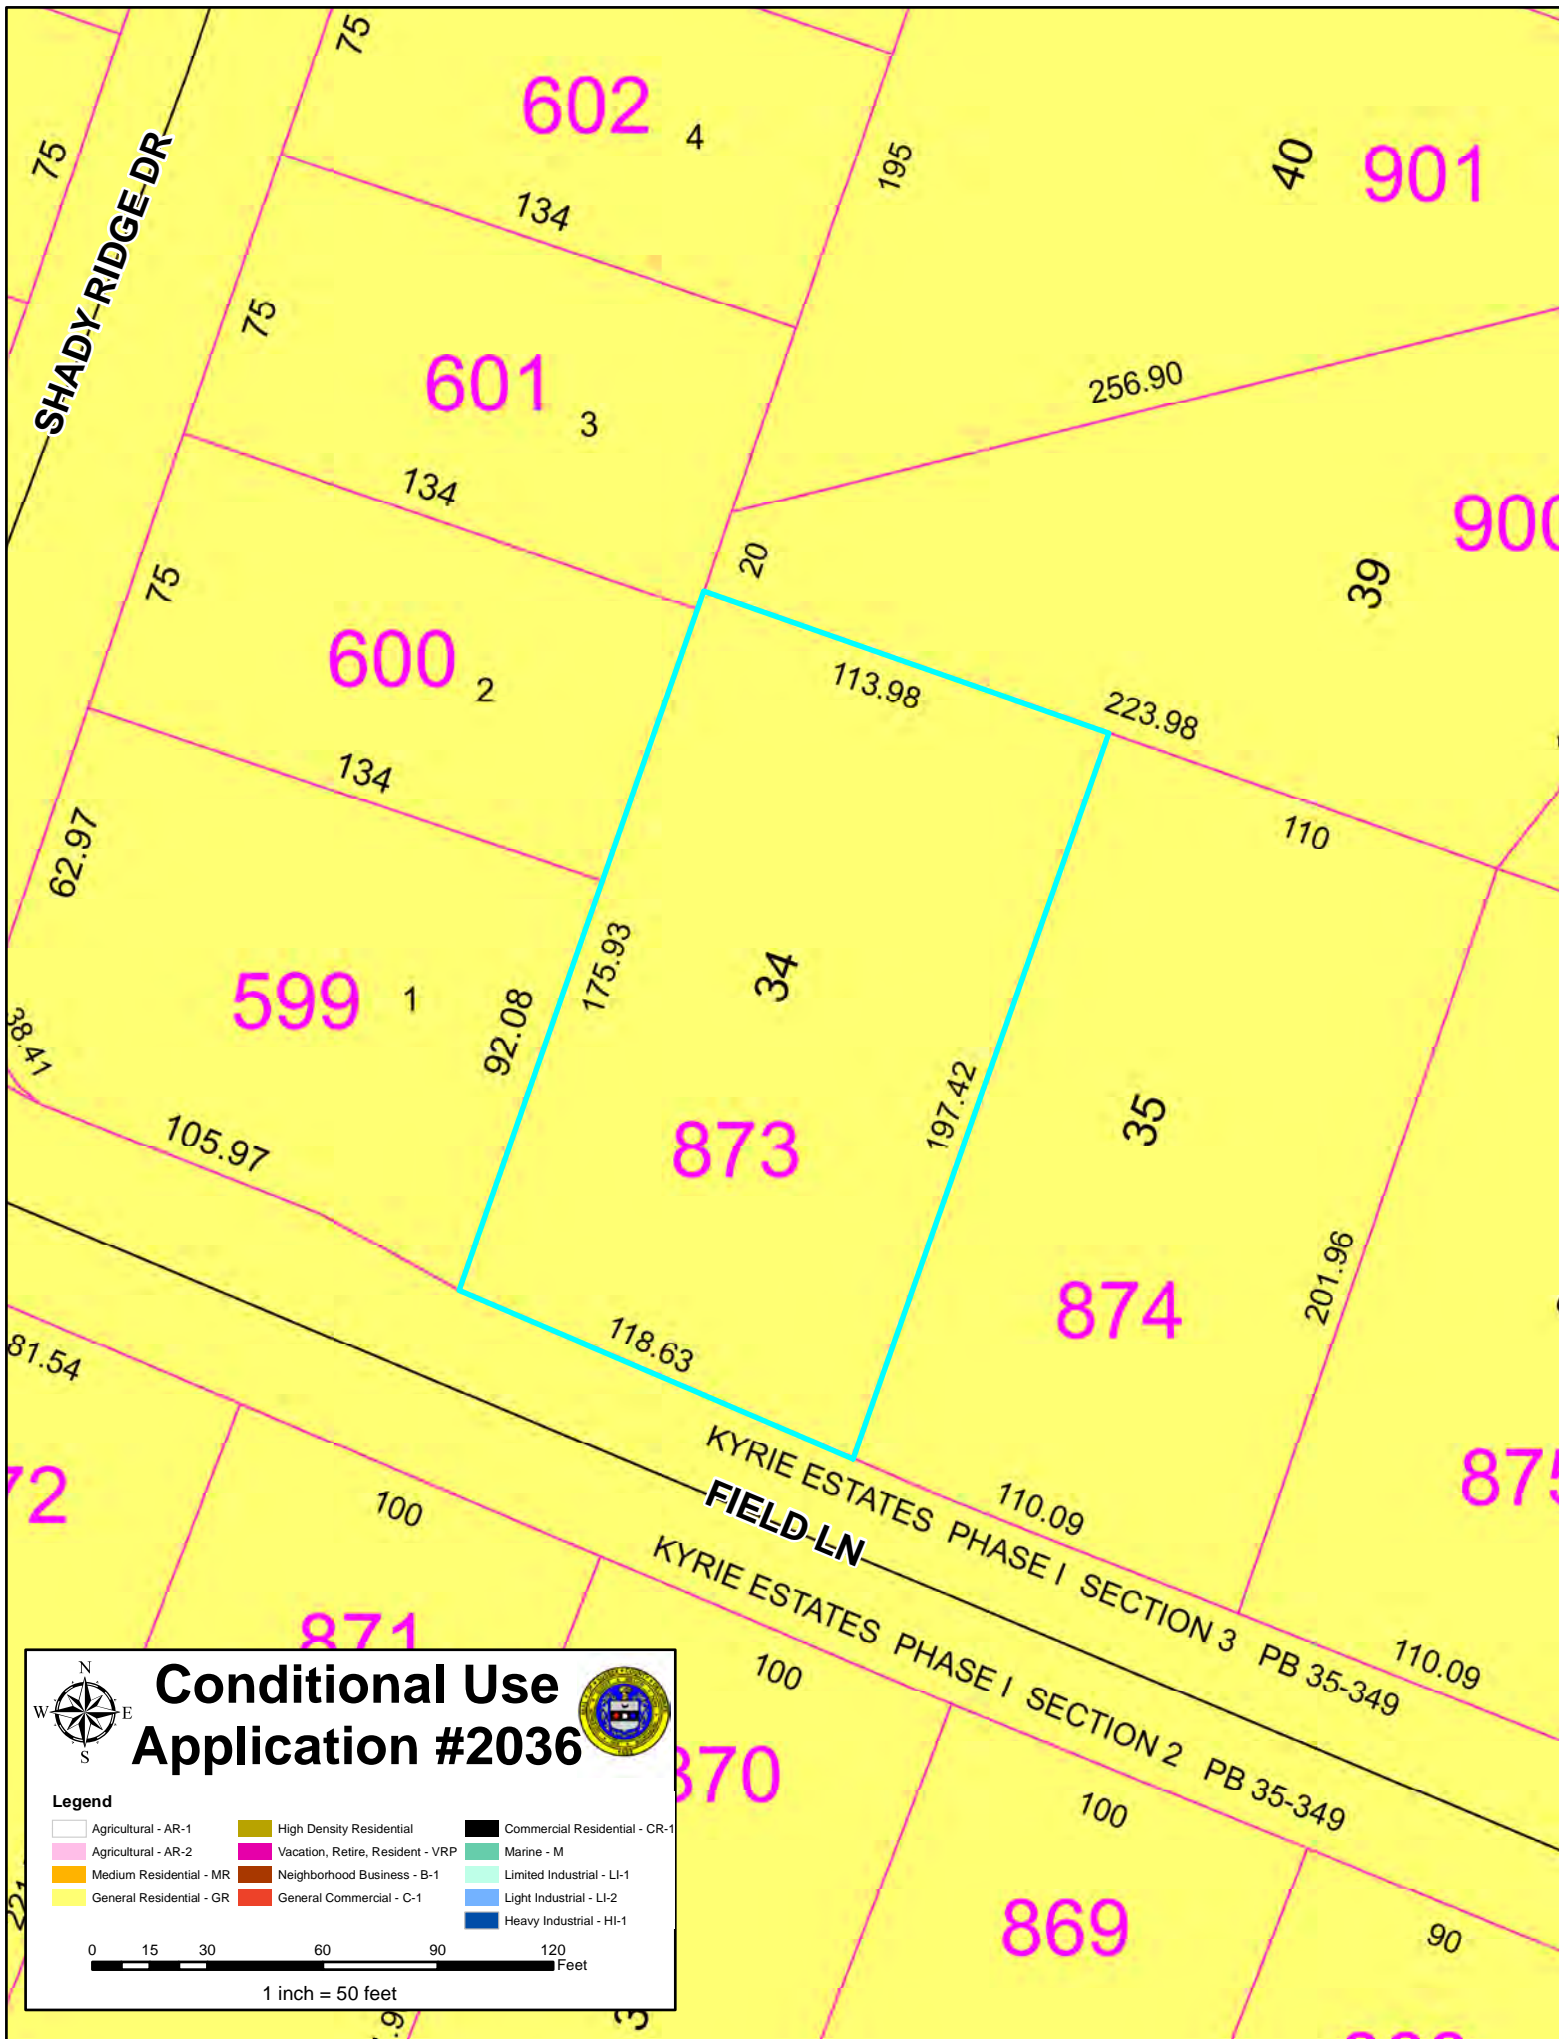 75
602 4
75
195
40
901
SHADY RIDGE DR
134
75
601 3
256.90
134
900
20
39
75
600 2
113.98
223.98
134
110
62.97
175.93
34
599 1
92.08
38.41
197.42
35
105.97
873
201.96
874
118.63
81.54
KYRIE ESTATES PHASE I SECTION 3 PB 35-349
875
72
100
FIELD LN
110.09
KYRIE ESTATES PHASE I SECTION 2 PB 35-349
871
110.09
100
870
100
869
90
N
W E
S
Conditional Use
Application #2036
Legend
Agricultural - AR-1
Agricultural - AR-2
Medium Residential - MR
General Residential - GR
High Density Residential
Vacation, Retire, Resident - VRP
Neighborhood Business - B-1
General Commercial - C-1
Commercial Residential - CR-1
Marine - M
Limited Industrial - LI-1
Light Industrial - LI-2
Heavy Industrial - HI-1
0 15 30 60 90 120
Feet
1 inch = 50 feet